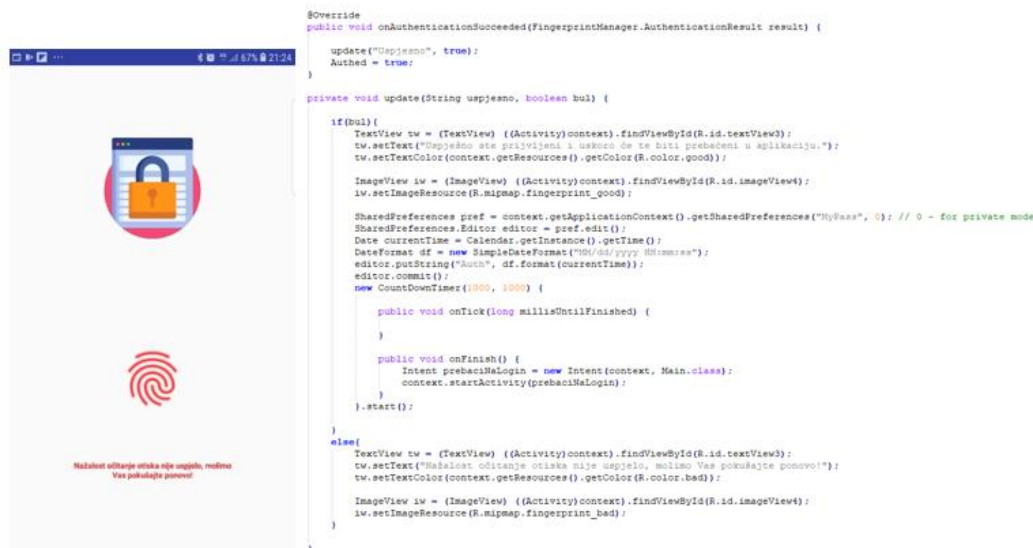 67% 21:24
Nažalost očitanje otiska nije uspjelo, molimo
Vas pokušajte ponovo!
@Override
public void onAuthenticationSucceeded(FingerprintManager.AuthenticationResult result) {
update("Uspjesno", true);
Authed = true;
}
private void update(String uspjesno, boolean bul) {
if(bul){
TextView tw = (TextView) ((Activity)context).findViewById(R.id.textView3);
tw.setText("Uspješno ste prijvljeni i uskoro će te biti prebačeni u aplikaciju.");
tw.setTextColor(context.getResources().getColor(R.color.good));
ImageView iw = (ImageView) ((Activity)context).findViewById(R.id.imageView4);
iw.setImageResource(R.mipmap.fingerprint_good);
SharedPreferences pref = context.getApplicationContext().getSharedPreferences("MyPass", 0); // 0 - for private mode
SharedPreferences.Editor editor = pref.edit();
Date currentTime = Calendar.getInstance().getTime();
DateFormat df = new SimpleDateFormat("MM/dd/yyyy HH:mm:ss");
editor.putString("Auth", df.format(currentTime));
editor.commit();
new CountDownTimer(1000, 1000) {
public void onTick(long millisUntilFinished) {
}
public void onFinish() {
Intent prebaciNaLogin = new Intent(context, Main.class);
context.startActivity(prebaciNaLogin);
}
}.start();
}
else{
TextView tw = (TextView) ((Activity)context).findViewById(R.id.textView3);
tw.setText("Nažalost očitanje otiska nije uspjelo, molimo Vas pokušajte ponovo!");
tw.setTextColor(context.getResources().getColor(R.color.bad));
ImageView iw = (ImageView) ((Activity)context).findViewById(R.id.imageView4);
iw.setImageResource(R.mipmap.fingerprint_bad);
}
}